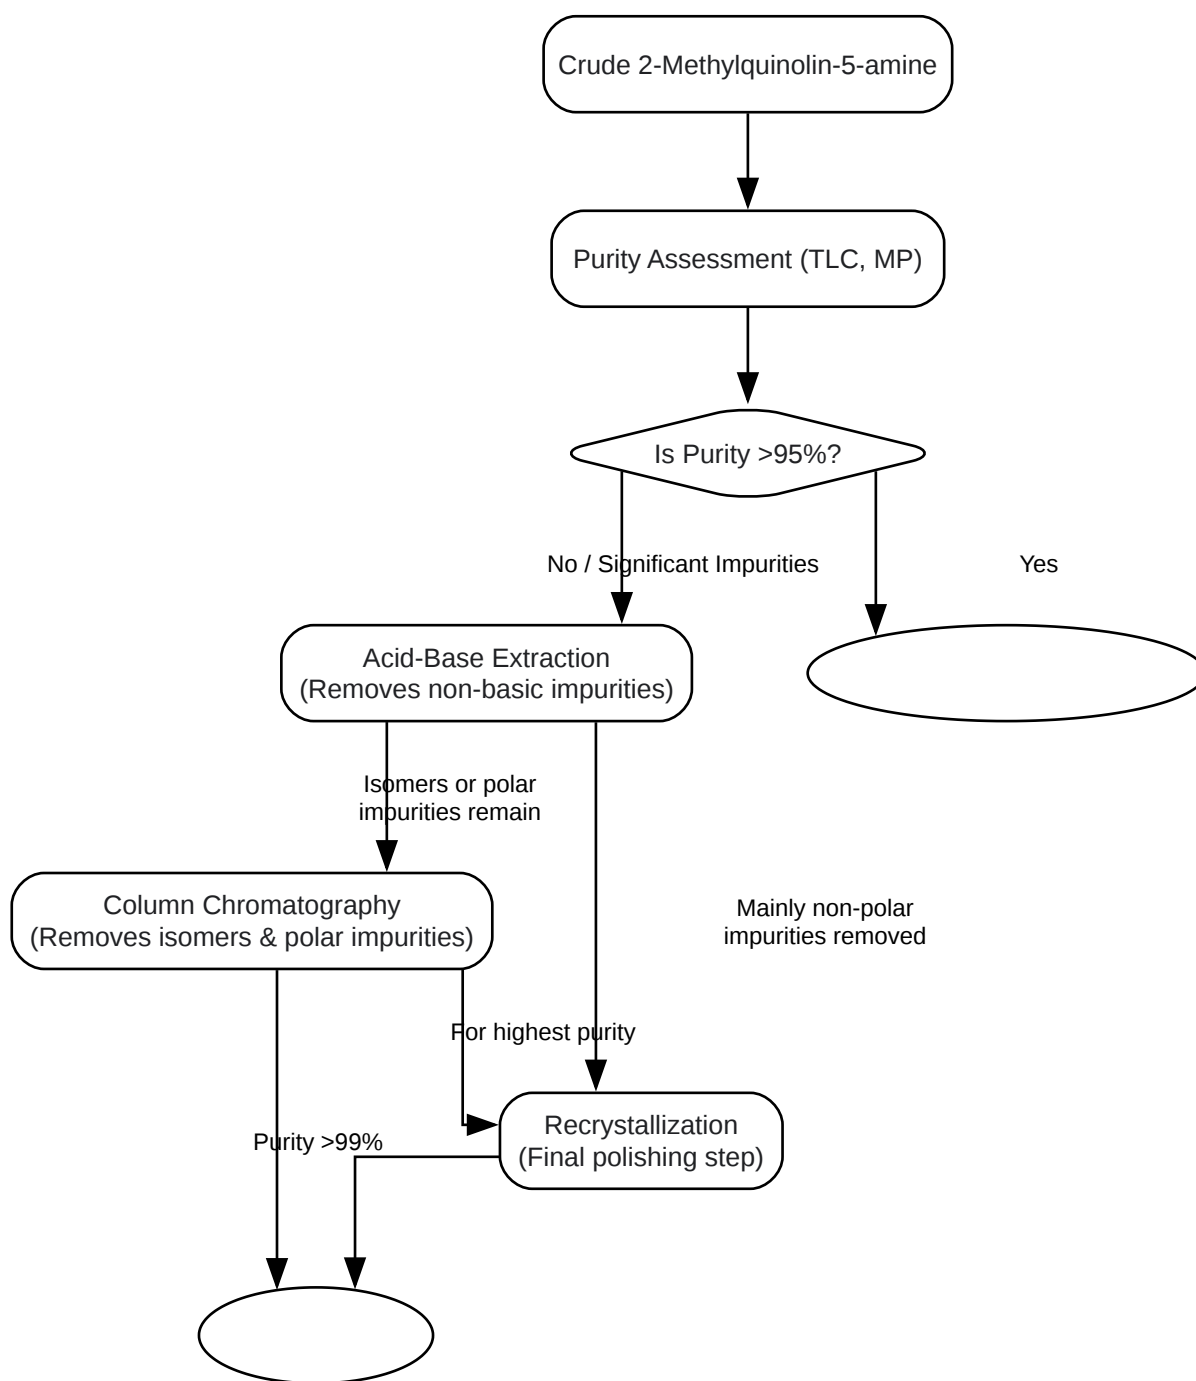 Crude 2-Methylquinolin-5-amine
Purity Assessment (TLC, MP)
Is Purity >95%?
No / Significant Impurities
Yes
Acid-Base Extraction
(Removes non-basic impurities)
Isomers or polar
impurities remain
Column Chromatography
(Removes isomers & polar impurities)
Mainly non-polar
impurities removed
For highest purity
Recrystallization
(Final polishing step)
Purity >99%